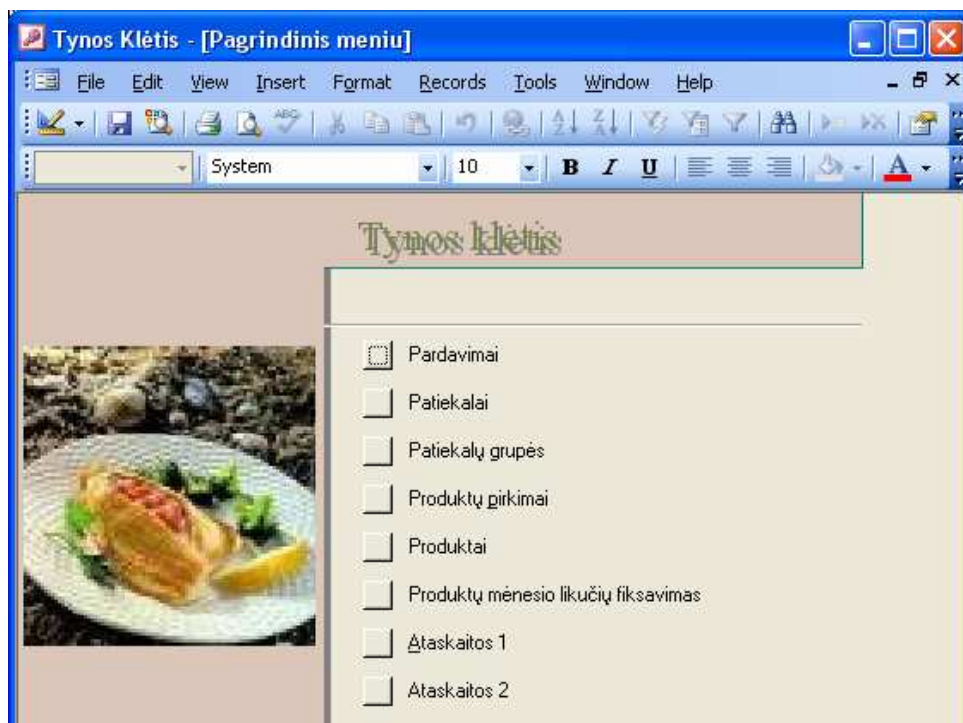 Tynos Klėtis - [Pagrindinis meniu]
File Edit View Insert Format Records Tools Window Help
System 10 B I U A
Tynos klėtis
Pardavimai
Patiekalai
Patiekalų grupės
Produktų pirkimai
Produktai
Produktų mėnesio likučių fiksavimas
Ataskaitos 1
Ataskaitos 2